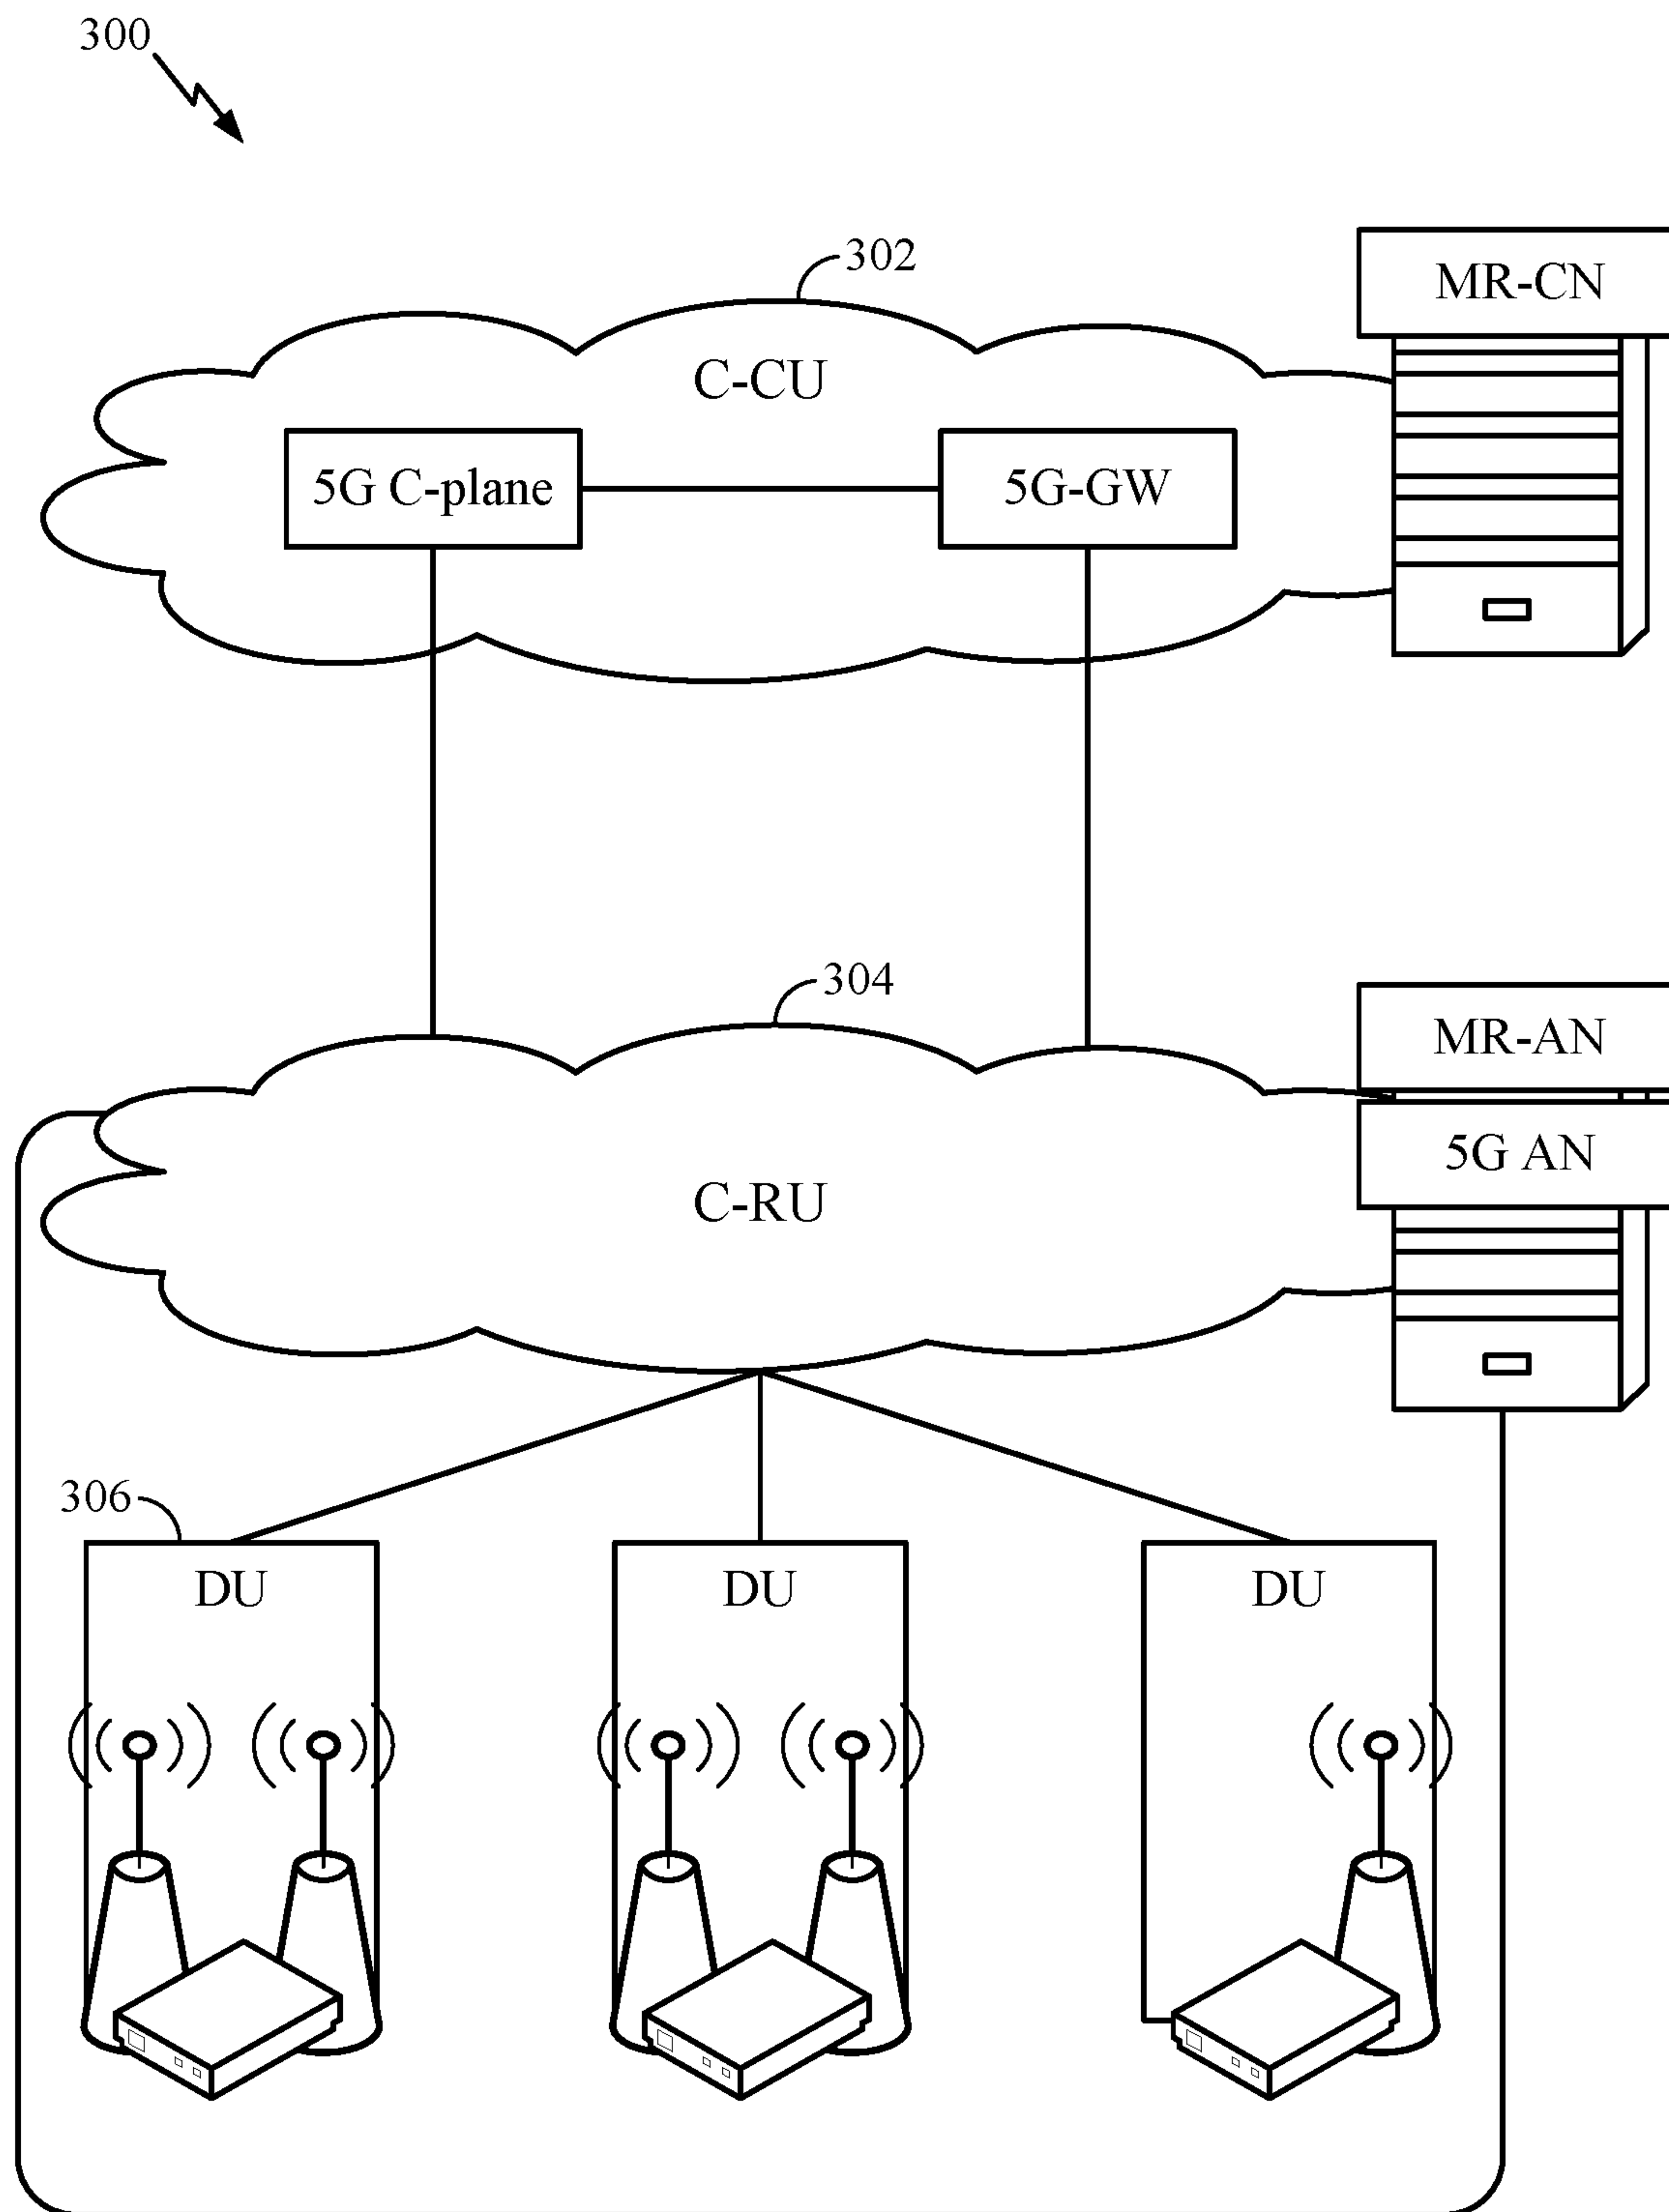 300
302
MR-CN
C-CU
5G C-plane
5G-GW
304
MR-AN
5G AN
C-RU
306
DU
DU
DU